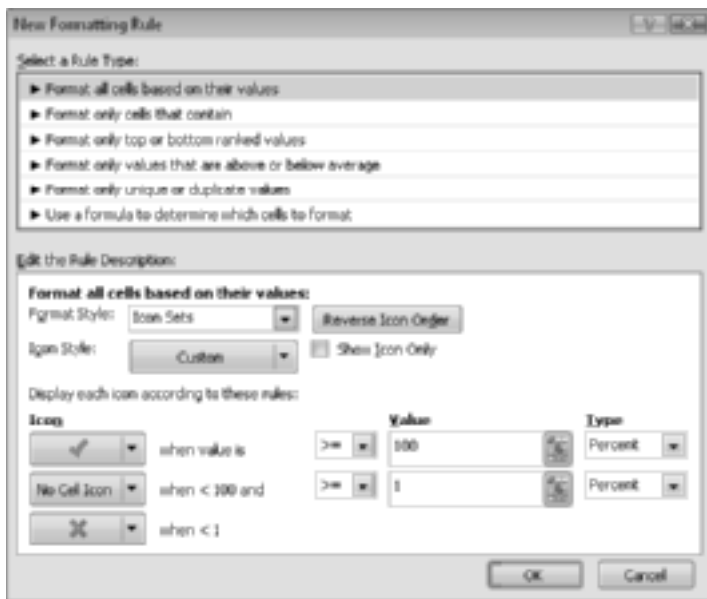 New Formatting Rule
Select a Rule Type:
► Format all cells based on their values
► Format only cells that contain
► Format only top or bottom ranked values
► Format only values that are above or below average
► Format only unique or duplicate values
► Use a formula to determine which cells to format
Edit the Rule Description:
Format all cells based on their values:
Format Style: Icon Sets Reverse Icon Order
Icon Style: Custom Show Icon Only
Display each icon according to these rules:
Icon Value Type
when value is >= 100 Percent
No Cell Icon when < 100 and >= 1 Percent
when < 1
OK Cancel